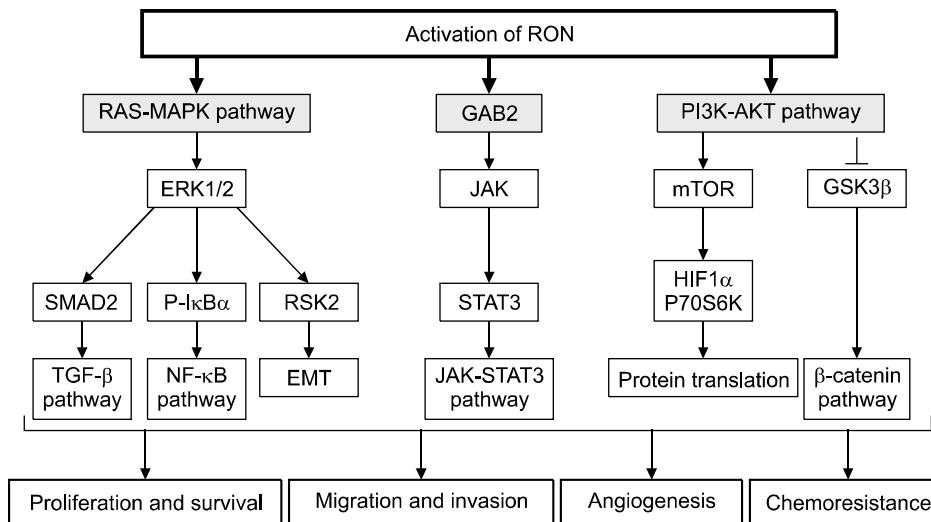 Activation of RON
RAS-MAPK pathway
GAB2
PI3K-AKT pathway
ERK1/2
JAK
mTOR
GSK3β
SMAD2
P-IκBα
RSK2
STAT3
HIF1α
P70S6K
TGF-β
pathway
NF-κB
pathway
EMT
JAK-STAT3
pathway
Protein translation
β-catenin
pathway
Proliferation and survival
Migration and invasion
Angiogenesis
Chemoresistance